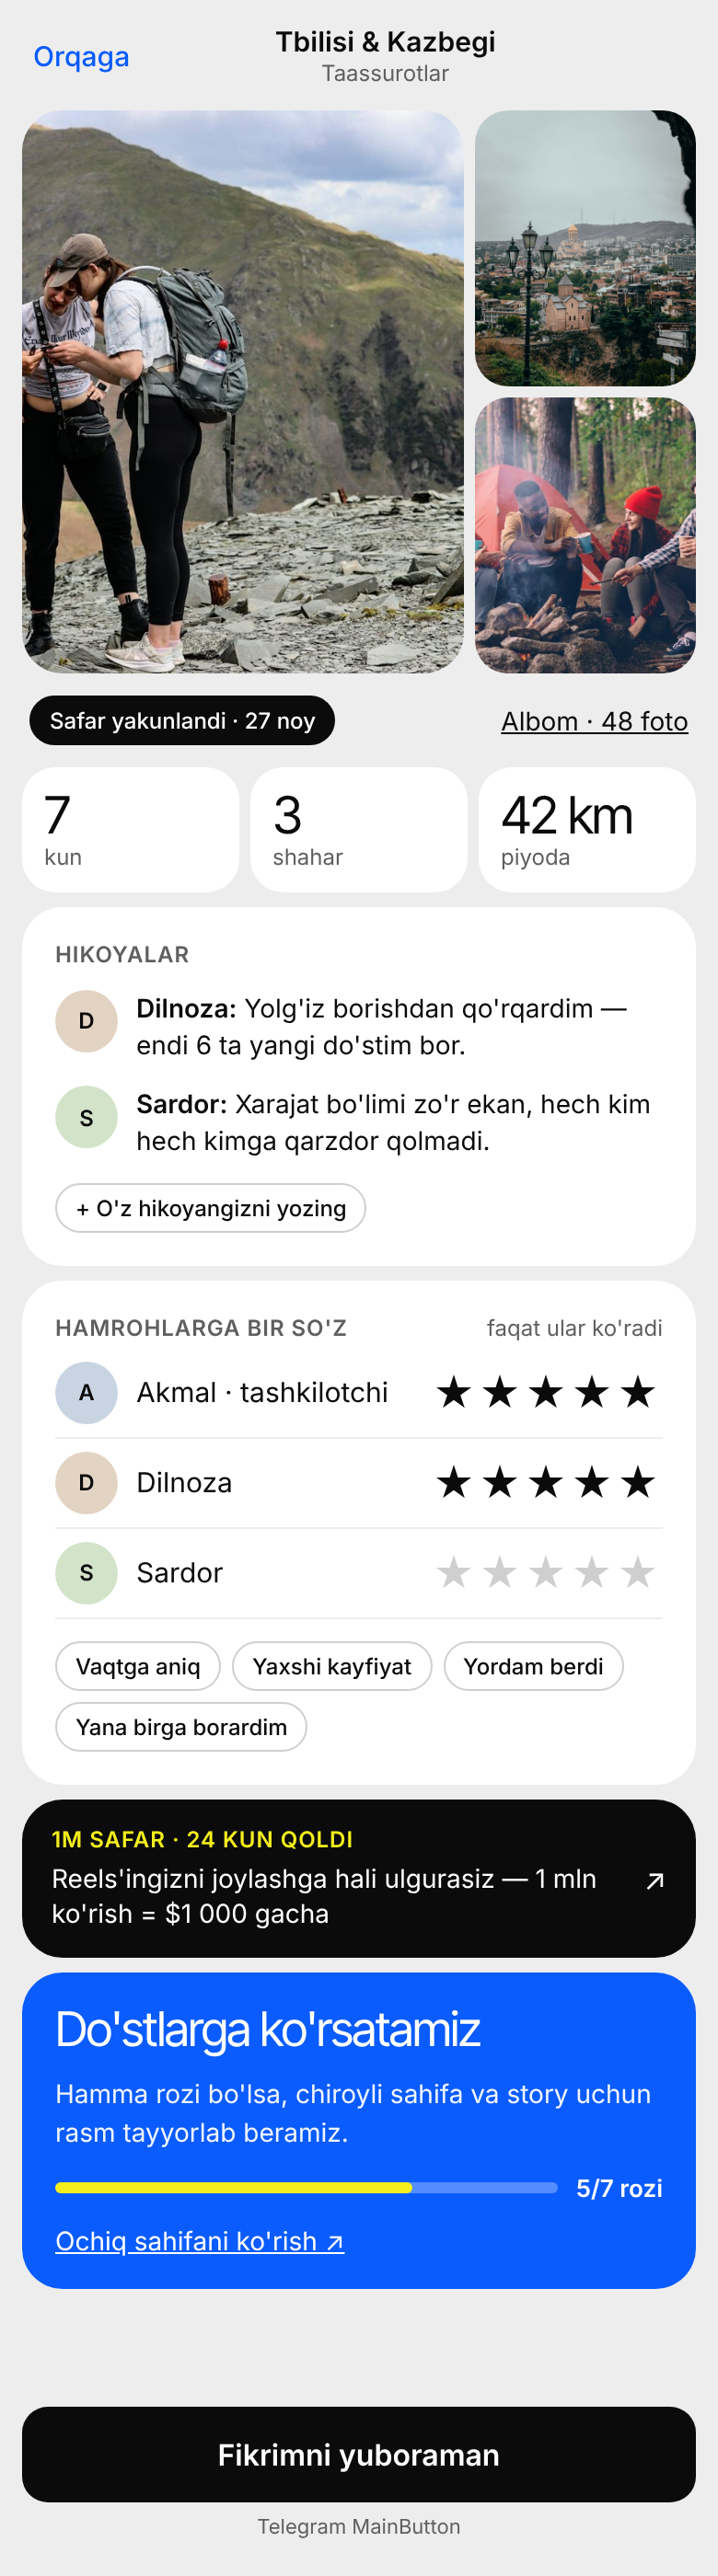 Orqaga
Tbilisi & Kazbegi
Taassurotlar
Safar yakunlandi · 27 noy
Albom · 48 foto
7
kun
3
shahar
42 km
piyoda
HIKOYALAR
D
Dilnoza: Yolg'iz borishdan qo'rqardim —
endi 6 ta yangi do'stim bor.
S
Sardor: Xarajat bo'limi zo'r ekan, hech kim
hech kimga qarzdor qolmadi.
+ O'z hikoyangizni yozing
HAMROHLARGA BIR SO'Z
faqat ular ko'radi
A
Akmal · tashkilotchi
★ ★ ★ ★ ★
D
Dilnoza
★ ★ ★ ★ ★
S
Sardor
★ ★ ★ ★ ★
Vaqtga aniq
Yaxshi kayfiyat
Yordam berdi
Yana birga borardim
1M SAFAR · 24 KUN QOLDI
Reels'ingizni joylashga hali ulgurasiz — 1 mln
ko'rish = $1 000 gacha
↗
Do'stlarga ko'rsatamiz
Hamma rozi bo'lsa, chiroyli sahifa va story uchun
rasm tayyorlab beramiz.
5/7 rozi
Ochiq sahifani ko'rish ↗
Fikrimni yuboraman
Telegram MainButton